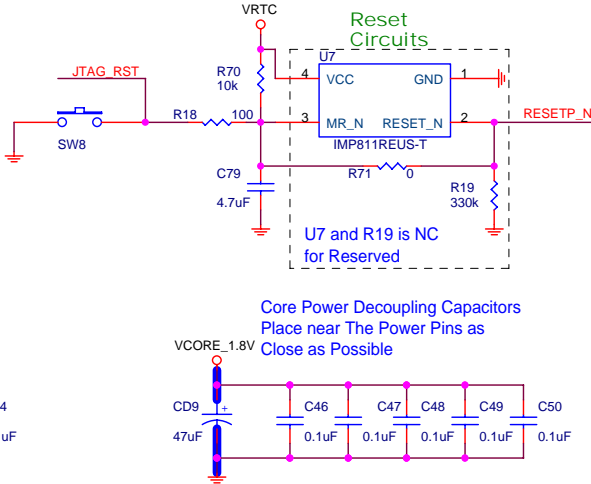 VRTC
Reset
Circuits
U7
JTAG_RST
R70
10k
4
VCC
GND
1
R18
100
3
MR_N
RESET_N
2
RESETP_N
SW8
IMP811REUS-T
C79
4.7uF
R71
0
R19
330k
U7 and R19 is NC
for Reserved
Core Power Decoupling Capacitors
Place near The Power Pins as
Close as Possible
VCORE_1.8V
4
uF
CD9
+
47uF
C46
0.1uF
C47
0.1uF
C48
0.1uF
C49
0.1uF
C50
0.1uF